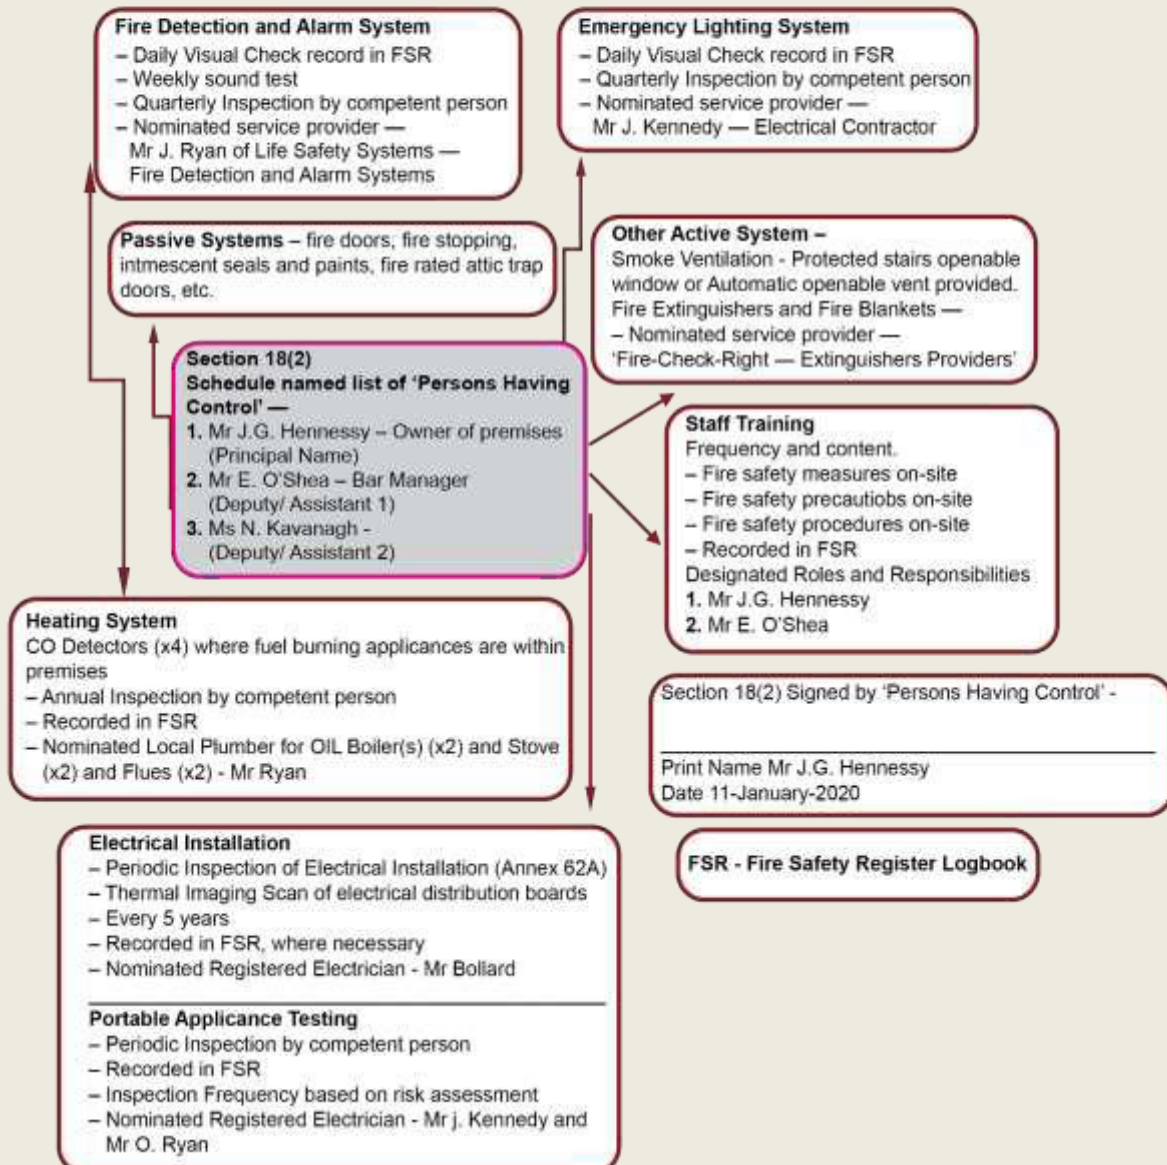 Fire Detection and Alarm System
– Daily Visual Check record in FSR
– Weekly sound test
– Quarterly Inspection by competent person
– Nominated service provider —
Mr J. Ryan of Life Safety Systems —
Fire Detection and Alarm Systems
Emergency Lighting System
– Daily Visual Check record in FSR
– Quarterly Inspection by competent person
– Nominated service provider —
Mr J. Kennedy — Electrical Contractor
Passive Systems – fire doors, fire stopping,
intmescent seals and paints, fire rated attic trap
doors, etc.
Other Active System –
Smoke Ventilation - Protected stairs openable
window or Automatic openable vent provided.
Fire Extinguishers and Fire Blankets —
– Nominated service provider —
‘Fire-Check-Right — Extinguishers Providers’
Section 18(2)
Schedule named list of ‘Persons Having
Control’ —
1. Mr J.G. Hennessy – Owner of premises
(Principal Name)
2. Mr E. O’Shea – Bar Manager
(Deputy/ Assistant 1)
3. Ms N. Kavanagh -
(Deputy/ Assistant 2)
Staff Training
Frequency and content.
– Fire safety measures on-site
– Fire safety precautiobs on-site
– Fire safety procedures on-site
– Recorded in FSR
Designated Roles and Responsibilities
1. Mr J.G. Hennessy
2. Mr E. O’Shea
Heating System
CO Detectors (x4) where fuel burning applicances are within
premises
– Annual Inspection by competent person
– Recorded in FSR
– Nominated Local Plumber for OIL Boiler(s) (x2) and Stove
(x2) and Flues (x2) - Mr Ryan
Section 18(2) Signed by ‘Persons Having Control’ -
Print Name Mr J.G. Hennessy
Date 11-January-2020
FSR - Fire Safety Register Logbook
Electrical Installation
– Periodic Inspection of Electrical Installation (Annex 62A)
– Thermal Imaging Scan of electrical distribution boards
– Every 5 years
– Recorded in FSR, where necessary
– Nominated Registered Electrician - Mr Bollard
Portable Applicance Testing
– Periodic Inspection by competent person
– Recorded in FSR
– Inspection Frequency based on risk assessment
– Nominated Registered Electrician - Mr j. Kennedy and
Mr O. Ryan